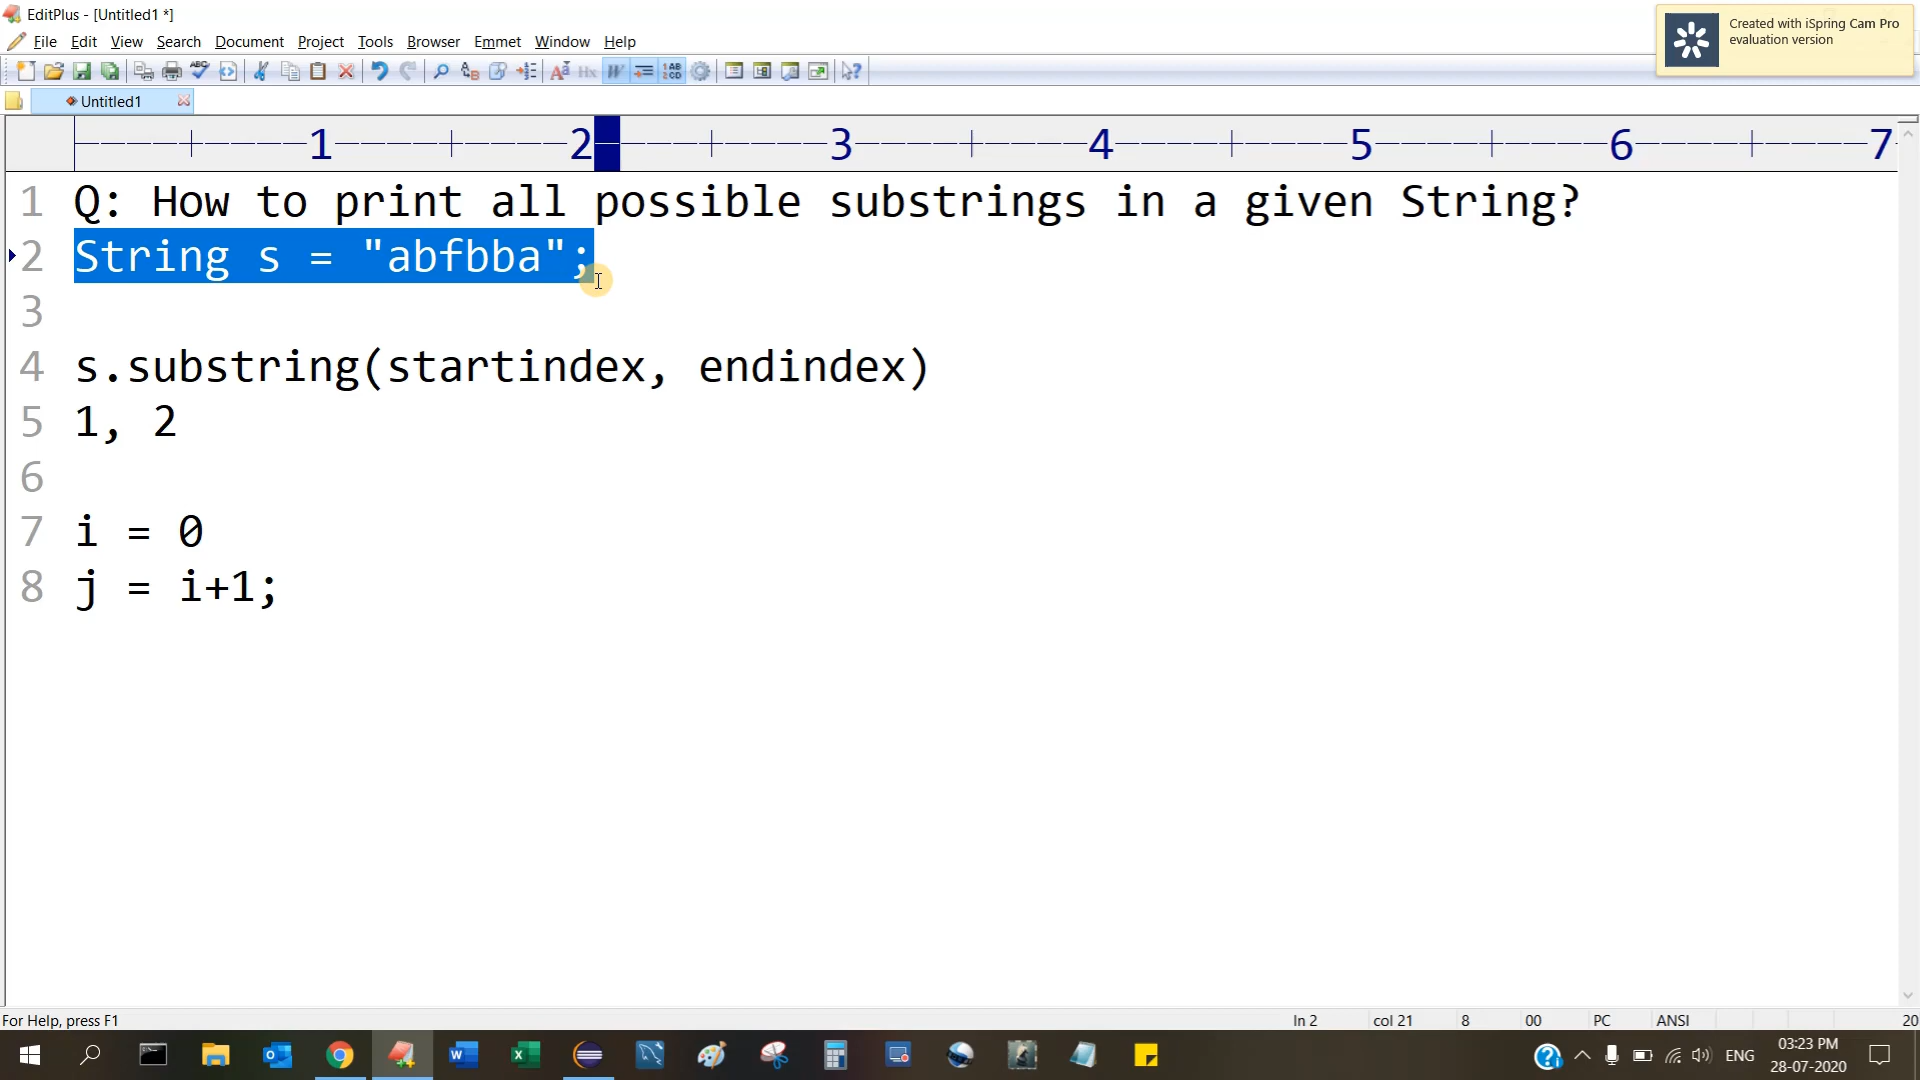 EditPlus - [Untitled1 *]
Created with iSpring Cam Pro
evaluation version
File Edit View Search Document Project Tools Browser Emmet Window Help
Untitled1
1 2 3 4 5 6 7
1 Q: How to print all possible substrings in a given String?
2 String s = "abfbba";
3
4 s.substring(startindex, endindex)
5 1, 2
6
7 i = 0
8 j = i+1;
For Help, press F1 ln 2 col 21 8 00 PC ANSI 20
ENG 03:23 PM
28-07-2020